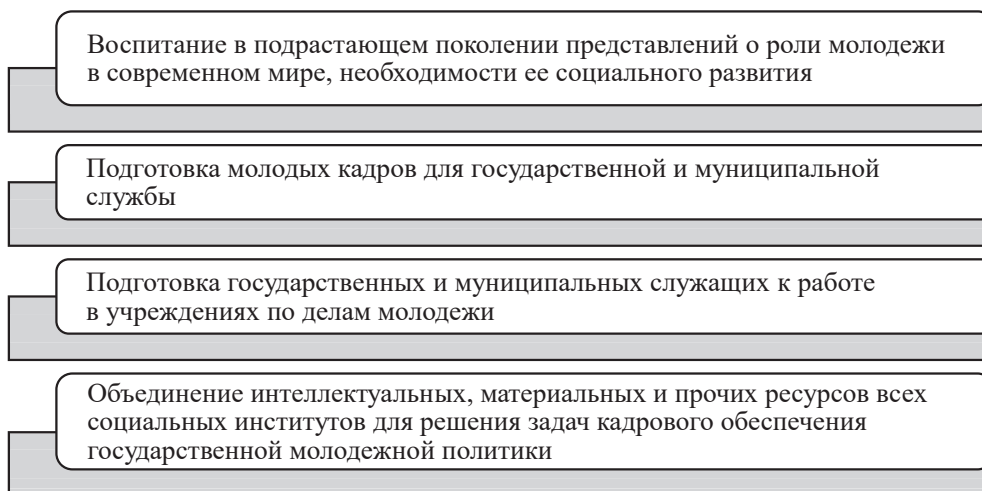 Воспитание в подрастающем поколении представлений о роли молодежи
в современном мире, необходимости ее социального развития
Подготовка молодых кадров для государственной и муниципальной
службы
Подготовка государственных и муниципальных служащих к работе
в учреждениях по делам молодежи
Объединение интеллектуальных, материальных и прочих ресурсов всех
социальных институтов для решения задач кадрового обеспечения
государственной молодежной политики